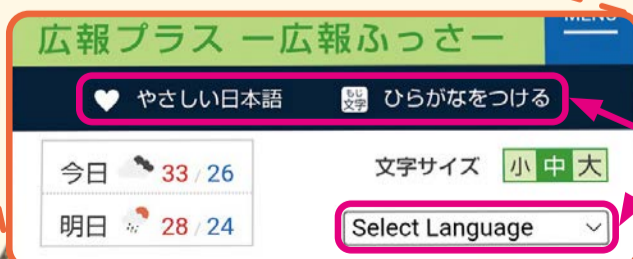 広報プラス ー広報ふっさー
MENU
やさしい日本語 もじ 文字 ひらがなをつける
今日 33 / 26 文字サイズ 小 中 大
明日 28 / 24 Select Language